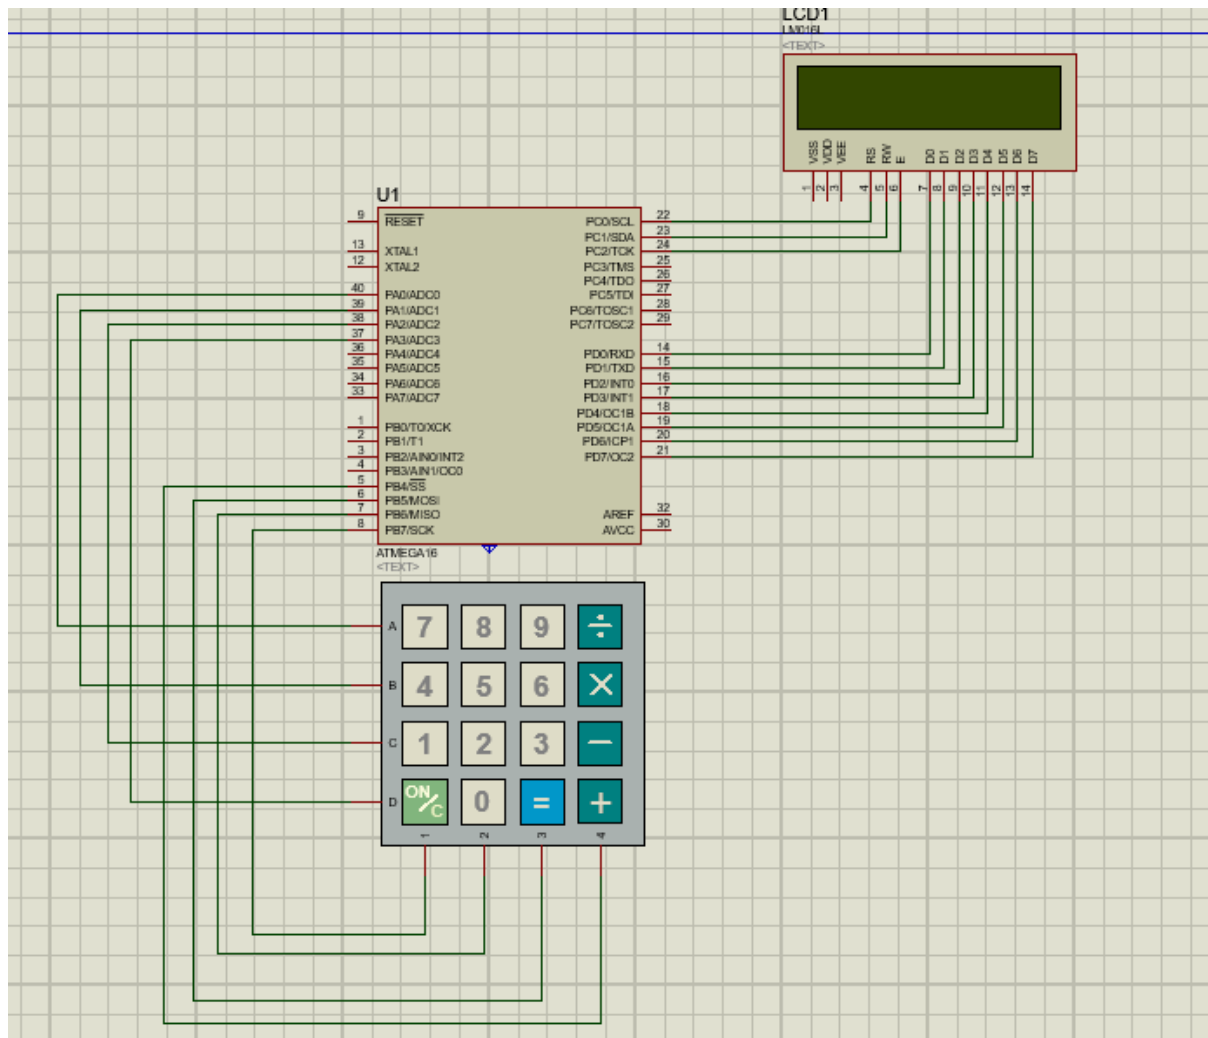 LCD1
LM016L
<TEXT>
VSS VDD VEE RS RW E D0 D1 D2 D3 D4 D5 D6 D7
1 2 3 4 5 6 7 8 9 10 11 12 13 14
U1
9 RESET PC0/SCL 22
PC1/SDA 23
13 XTAL1 PC2/TCK 24
12 XTAL2 PC3/TMS 25
PC4/TDO 26
40 PA0/ADC0 PC5/TDI 27
39 PA1/ADC1 PC6/TOSC1 28
38 PA2/ADC2 PC7/TOSC2 29
37 PA3/ADC3
36 PA4/ADC4 PD0/RXD 14
35 PA5/ADC5 PD1/TXD 15
34 PA6/ADC6 PD2/INT0 16
33 PA7/ADC7 PD3/INT1 17
PD4/OC1B 18
1 PB0/T0/XCK PD5/OC1A 19
2 PB1/T1 PD6/ICP1 20
3 PB2/AIN0/INT2 PD7/OC2 21
4 PB3/AIN1/OC0
5 PB4/SS
6 PB5/MOSI
7 PB6/MISO AREF 32
8 PB7/SCK AVCC 30
ATMEGA16
<TEXT>
A 7 8 9 ÷
B 4 5 6 ×
C 1 2 3 −
D ON/C 0 = +
1 2 3 4